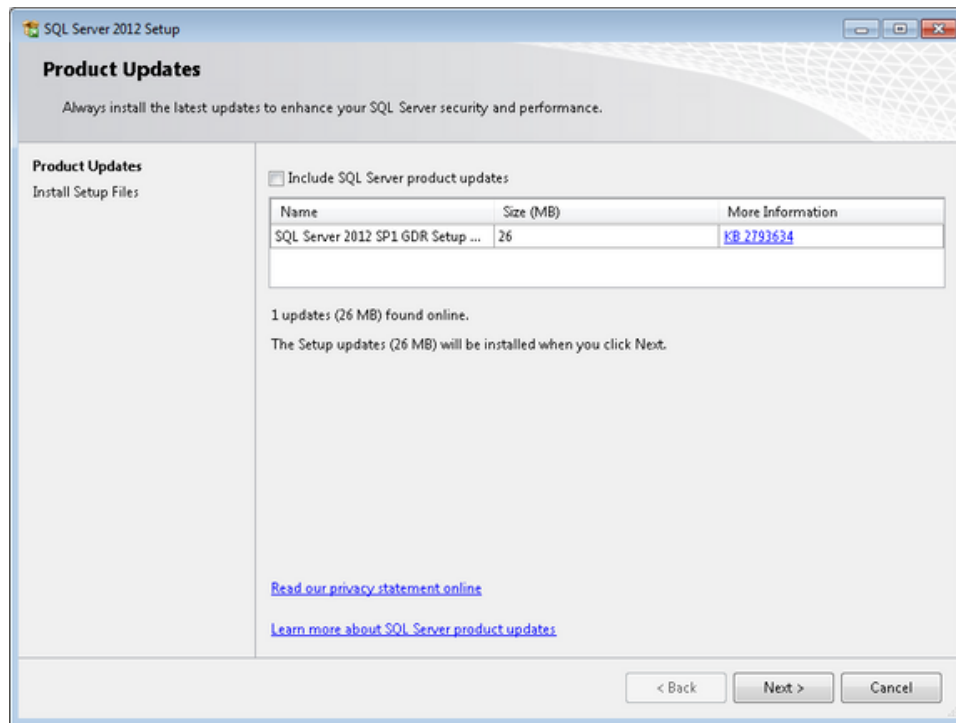 SQL Server 2012 Setup
Product Updates
Always install the latest updates to enhance your SQL Server security and performance.
Product Updates
Install Setup Files
Include SQL Server product updates
Name Size (MB) More Information
SQL Server 2012 SP1 GDR Setup ... 26 KB 2793634
1 updates (26 MB) found online.
The Setup updates (26 MB) will be installed when you click Next.
Read our privacy statement online
Learn more about SQL Server product updates
< Back Next > Cancel